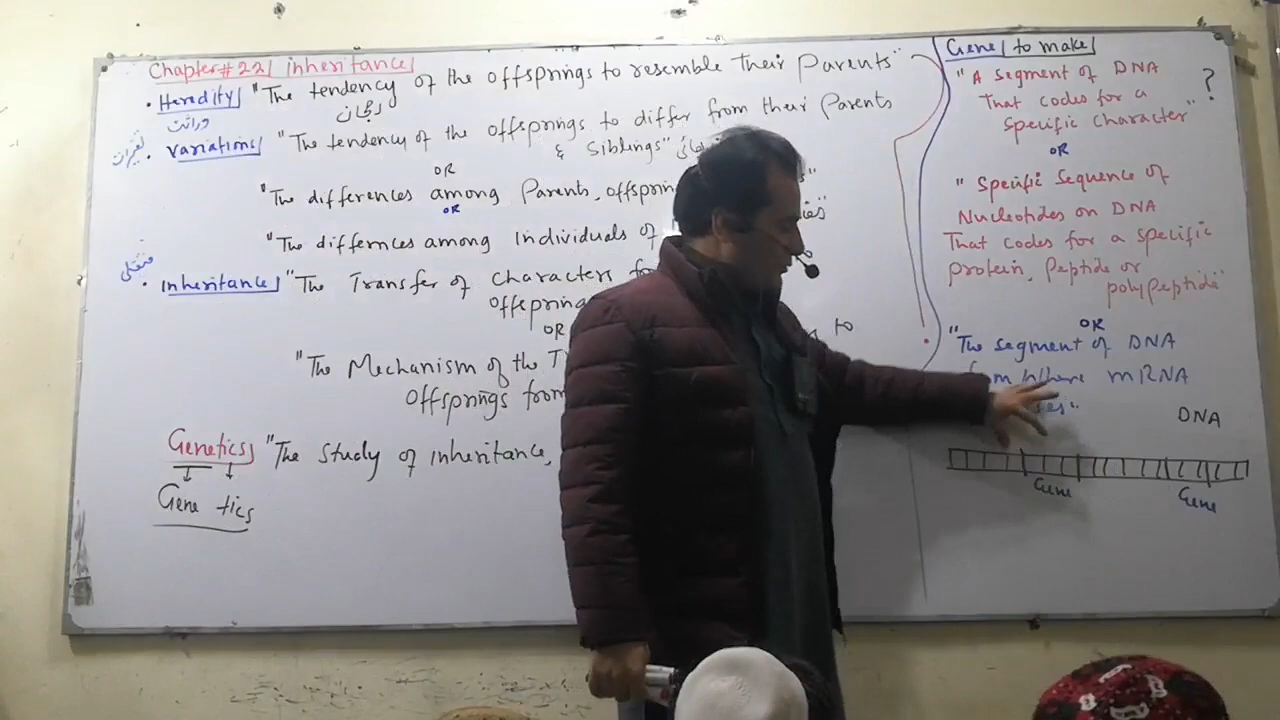 Chapter # 22 / inheritance
. Heredity "The tendency of the offsprings to resemble their Parents"
وراثت
رجحان
تغیرات
. variations "The tendency of the offsprings to differ from their Parents
& Siblings"
OR
"The differences among Parents, offspring
OR
"The differnces among Individuals of
منتقلی
. Inheritance "The Transfer of Characters
offspring
OR
to
"The Mechanism of the
offsprings from
Genetics "The study of inheritance,
Gene tics
Gene / to make
"A segment of DNA
That codes for a
specific character"
?
OR
"Specific Sequence of
Nucleotides on DNA
That codes for a specific
protein, Peptide or
polypeptide"
OR
"The segment of DNA
from where mRNA
DNA
Gene
Gene